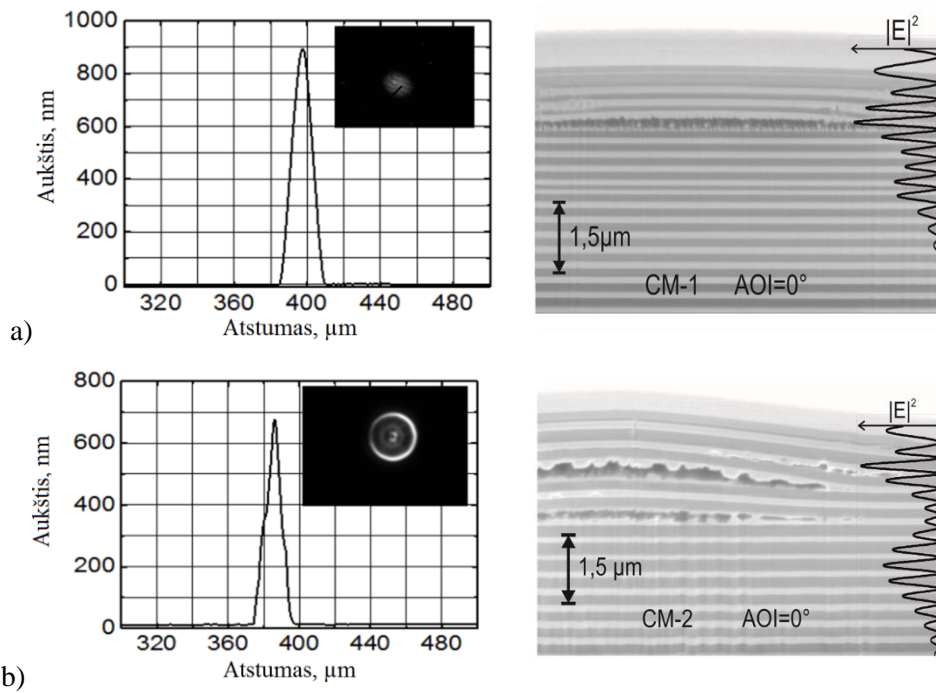 1000
800
600
400
200
0
320 360 400 440 480
Aukštis, nm
Atstumas, µm
a)
|E|²
1,5µm
CM-1 AOI=0°
800
600
400
200
0
320 360 400 440 480
Aukštis, nm
Atstumas, µm
b)
|E|²
1,5 µm
CM-2 AOI=0°